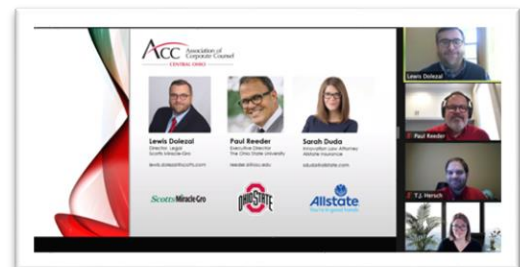 ACC
Association of
Corporate Counsel
CENTRAL OHIO
Lewis Dolezal
Director Legal
Scotts Miracle-Gro
Paul Reeder
Executive Director
The Ohio State University
Sarah Duda
Innovation Law Attorney
Allstate Insurance
Scotts Miracle-Gro
OHIO STATE
Allstate
Lewis Dolezal
Paul Reeder
T.J. Hersch